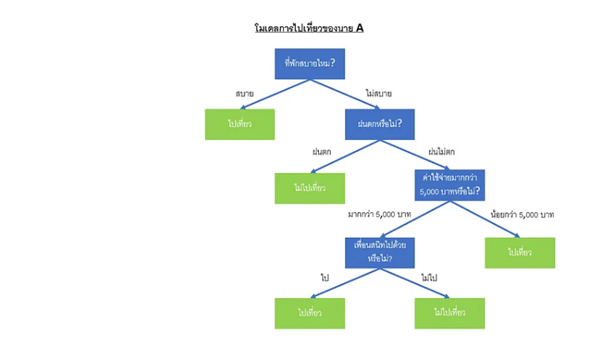 โมเดลการไปเที่ยวของนาย A
ที่พักสบายไหม?
สบาย
ไม่สบาย
ไปเที่ยว
ฝนตกหรือไม่?
ฝนตก
ฝนไม่ตก
ไม่ไปเที่ยว
ค่าใช้จ่ายมากกว่า
5,000 บาทหรือไม่?
มากกว่า 5,000 บาท
น้อยกว่า 5,000 บาท
เพื่อนสนิทไปด้วย
หรือไม่?
ไปเที่ยว
ไป
ไม่ไป
ไปเที่ยว
ไม่ไปเที่ยว